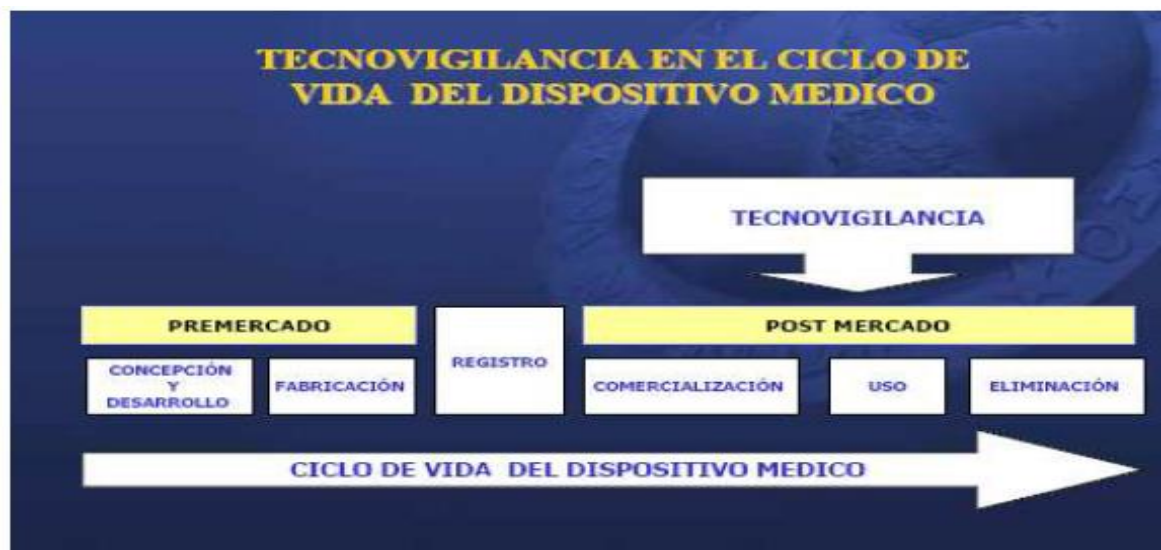 TECNOVIGILANCIA EN EL CICLO DE
VIDA DEL DISPOSITIVO MEDICO
TECNOVIGILANCIA
PREMERCADO
REGISTRO
POST MERCADO
CONCEPCIÓN
Y
DESARROLLO
FABRICACIÓN
COMERCIALIZACIÓN
USO
ELIMINACIÓN
CICLO DE VIDA DEL DISPOSITIVO MEDICO